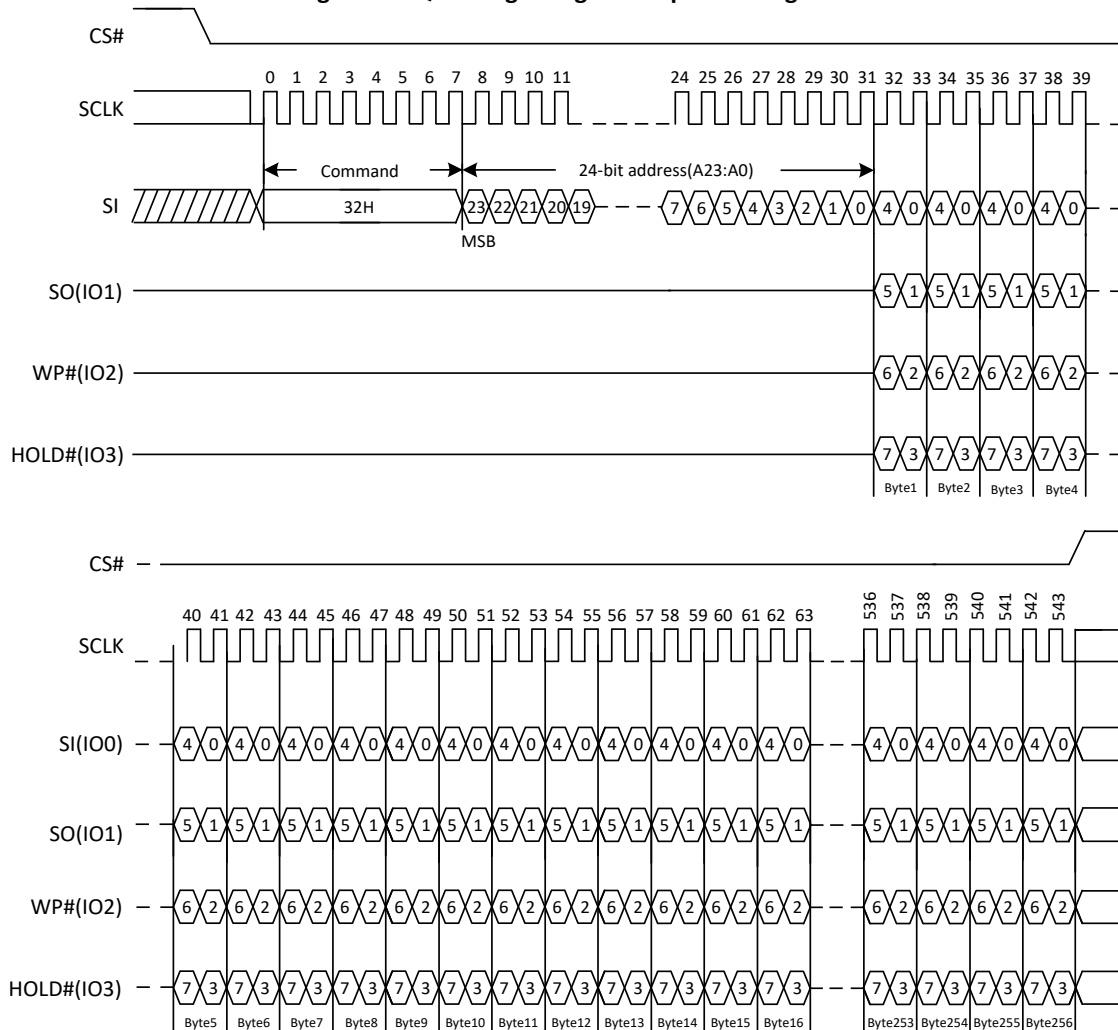 CS#
0 1 2 3 4 5 6 7 8 9 10 11 24 25 26 27 28 29 30 31 32 33 34 35 36 37 38 39
SCLK
Command 24-bit address(A23:A0)
SI 32H 23 22 21 20 19 7 6 5 4 3 2 1 0 4 0 4 0 4 0 4 0
MSB
SO(IO1) 5 1 5 1 5 1 5 1
WP#(IO2) 6 2 6 2 6 2 6 2
HOLD#(IO3) 7 3 7 3 7 3 7 3
Byte1 Byte2 Byte3 Byte4
CS#
40 41 42 43 44 45 46 47 48 49 50 51 52 53 54 55 56 57 58 59 60 61 62 63 536 537 538 539 540 541 542 543
SCLK
SI(IO0) 4 0 4 0 4 0 4 0 4 0 4 0 4 0 4 0 4 0 4 0 4 0 4 0 4 0 4 0 4 0 4 0
SO(IO1) 5 1 5 1 5 1 5 1 5 1 5 1 5 1 5 1 5 1 5 1 5 1 5 1 5 1 5 1 5 1 5 1
WP#(IO2) 6 2 6 2 6 2 6 2 6 2 6 2 6 2 6 2 6 2 6 2 6 2 6 2 6 2 6 2 6 2 6 2
HOLD#(IO3) 7 3 7 3 7 3 7 3 7 3 7 3 7 3 7 3 7 3 7 3 7 3 7 3 7 3 7 3 7 3 7 3
Byte5 Byte6 Byte7 Byte8 Byte9 Byte10 Byte11 Byte12 Byte13 Byte14 Byte15 Byte16 Byte253 Byte254 Byte255 Byte256